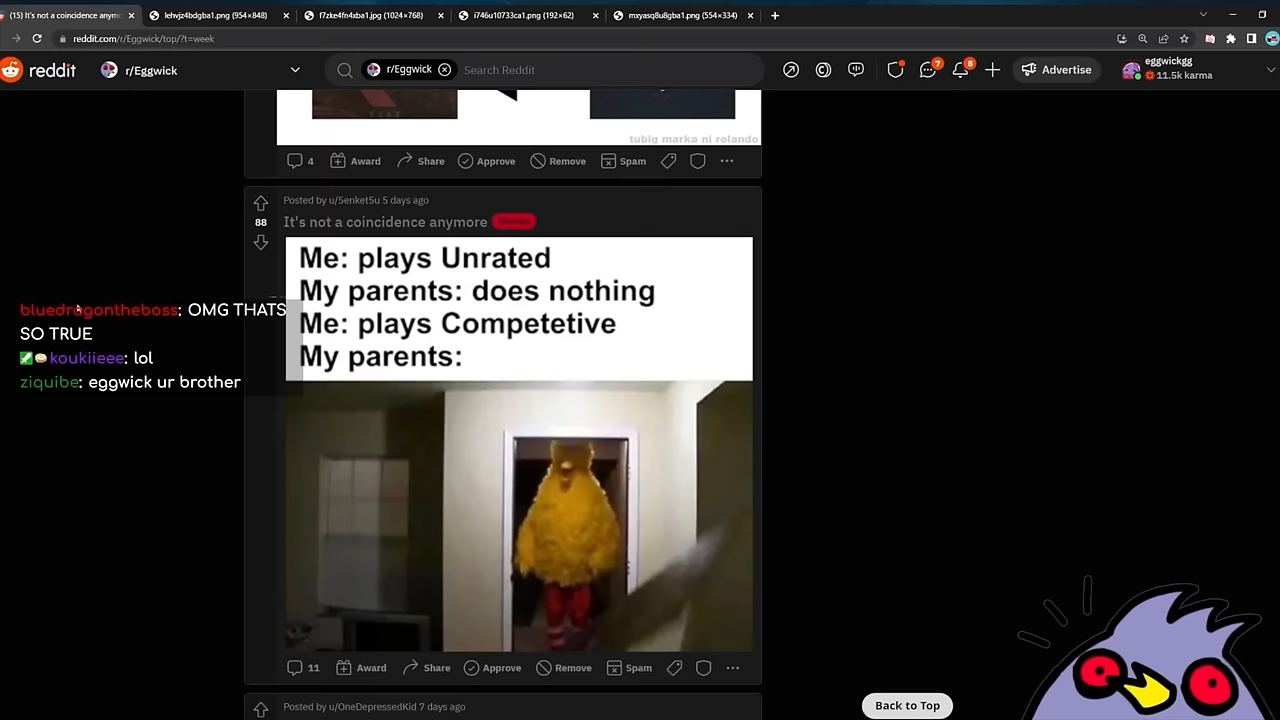 (15) It's not a coincidence anym
lehvjz4bdgba1.png (954×848)
f7zke4fn4xba1.jpg (1024×768)
i746u10733ca1.png (192×62)
mxyasq8u8gba1.png (554×334)
reddit.com/r/Eggwick/top/?t=week
reddit
r/Eggwick
r/Eggwick
Search Reddit
7
8
Advertise
eggwickgg
11.5k karma
tubig marka ni rolando
4
Award
Share
Approve
Remove
Spam
Posted by u/5enket5u 5 days ago
88
It's not a coincidence anymore
Memes
Me: plays Unrated
My parents: does nothing
Me: plays Competetive
My parents:
bluedragontheboss: OMG THATS
SO TRUE
koukiieee: lol
ziquibe: eggwick ur brother
11
Award
Share
Approve
Remove
Spam
Posted by u/OneDepressedKid 7 days ago
Back to Top